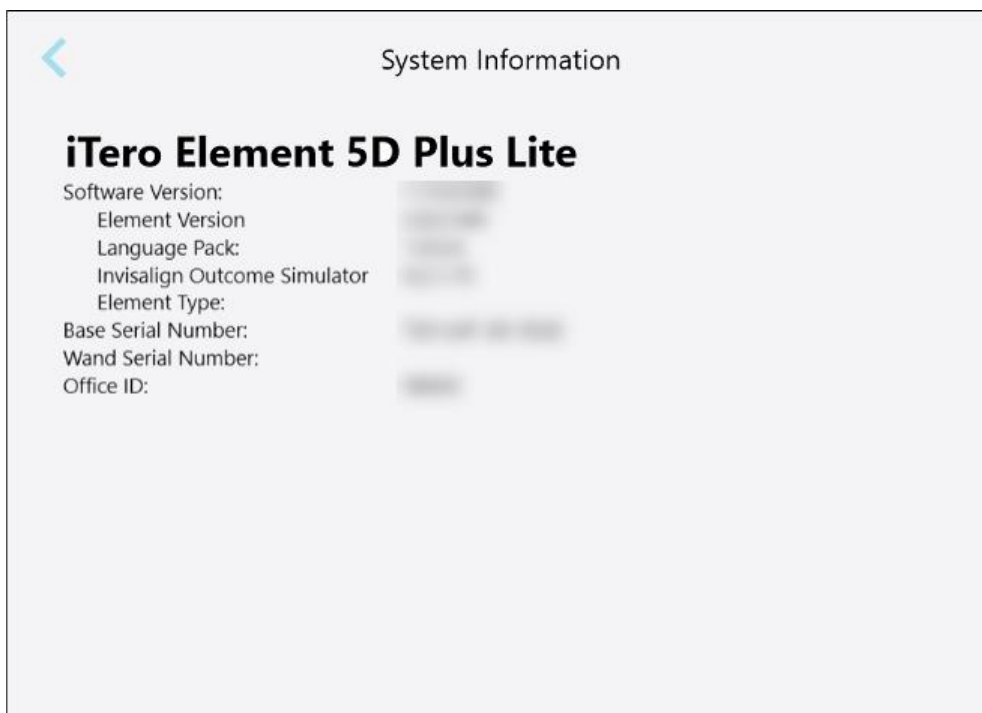 System Information
iTero Element 5D Plus Lite
Software Version:
Element Version
Language Pack:
Invisalign Outcome Simulator
Element Type:
Base Serial Number:
Wand Serial Number:
Office ID: